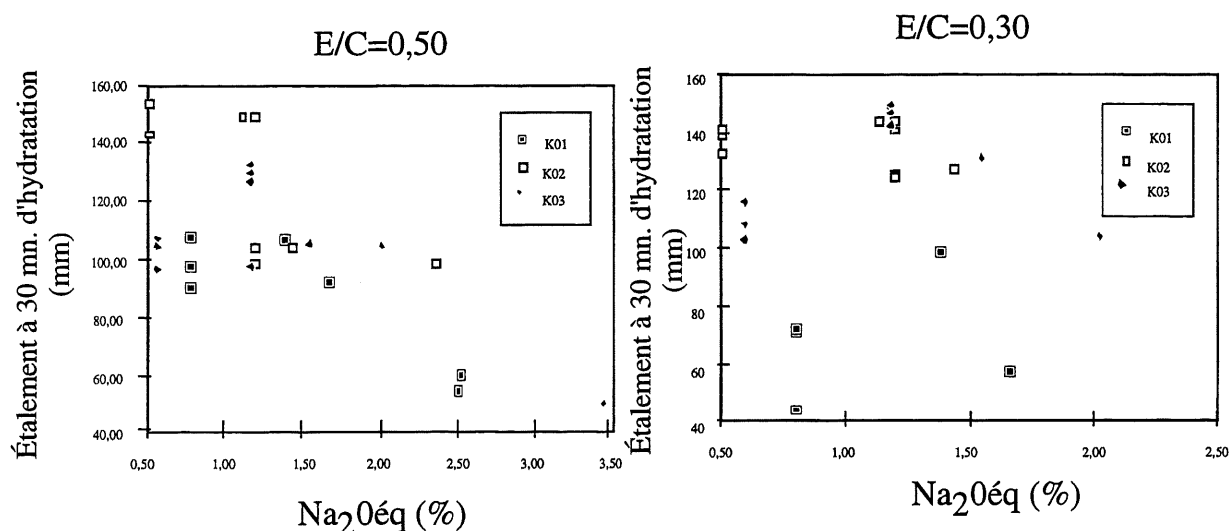 E/C=0,50
Étalement à 30 mn. d'hydratation
(mm)
160,00
140,00
120,00
100,00
80,00
60,00
40,00
K01
K02
K03
0,50
1,00
1,50
2,00
2,50
3,00
3,50
Na20éq (%)
E/C=0,30
Étalement à 30 mn. d'hydratation
(mm)
160
140
120
100
80
60
40
K01
K02
K03
0,50
1,00
1,50
2,00
2,50
Na20éq (%)